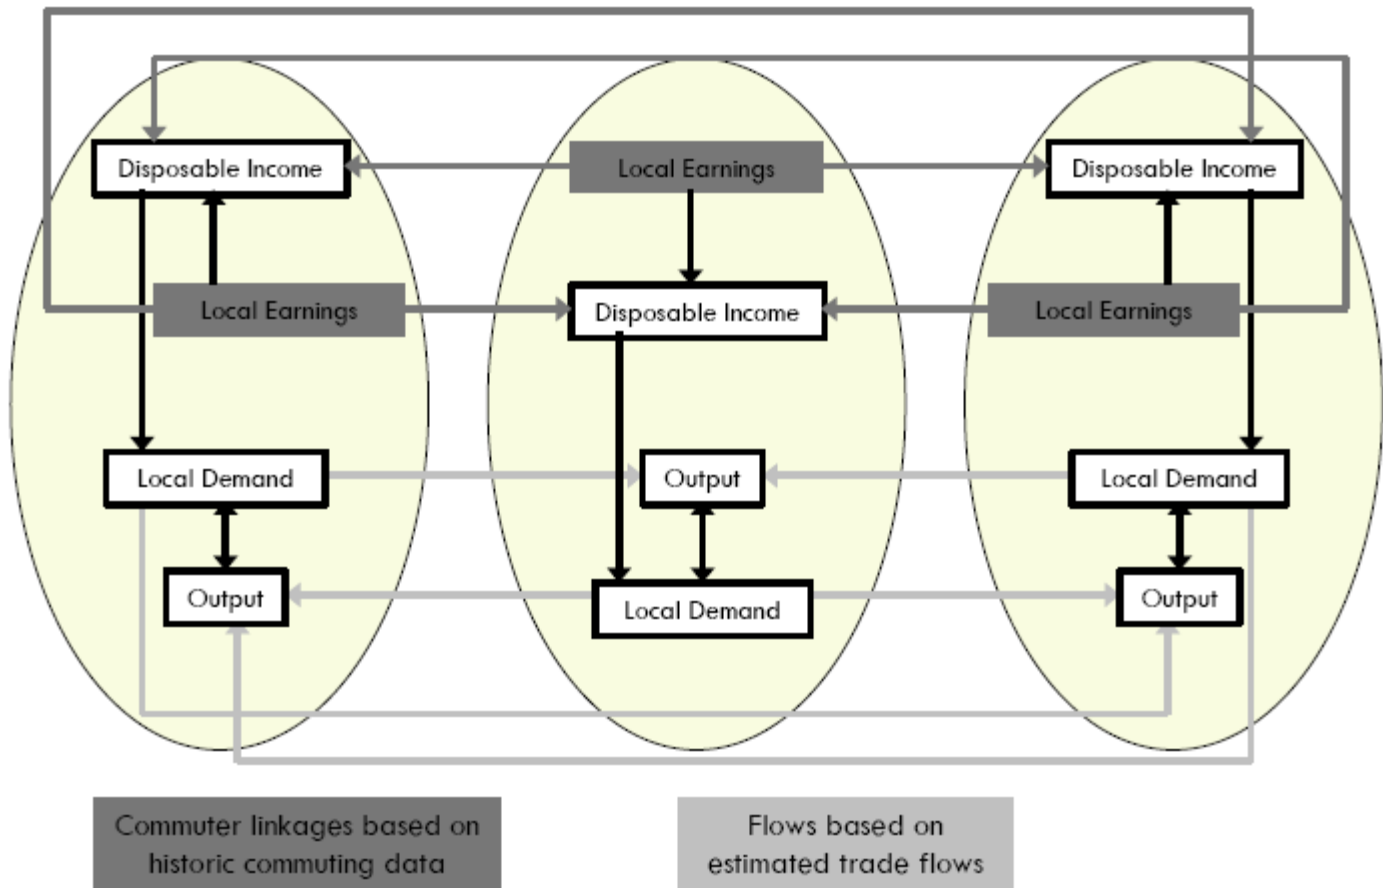 Disposable Income
Local Earnings
Disposable Income
Local Earnings
Disposable Income
Local Earnings
Local Demand
Output
Local Demand
Output
Local Demand
Output
Commuter linkages based on
historic commuting data
Flows based on
estimated trade flows